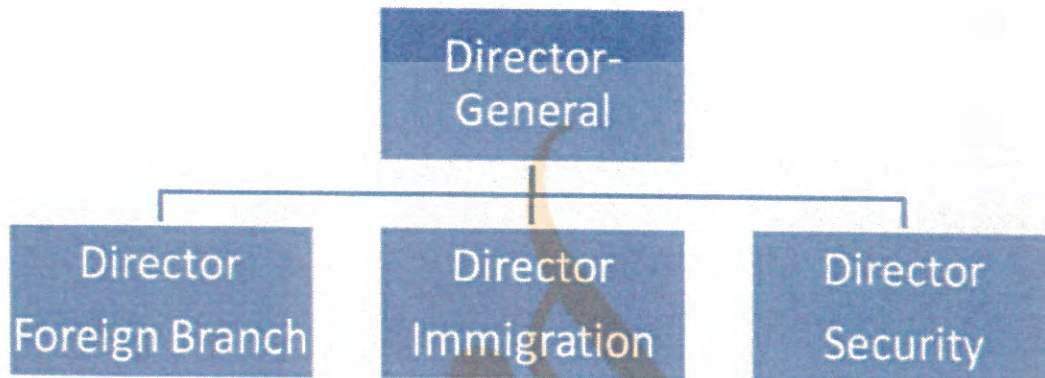 Director-
General
Director
Foreign Branch
Director
Immigration
Director
Security